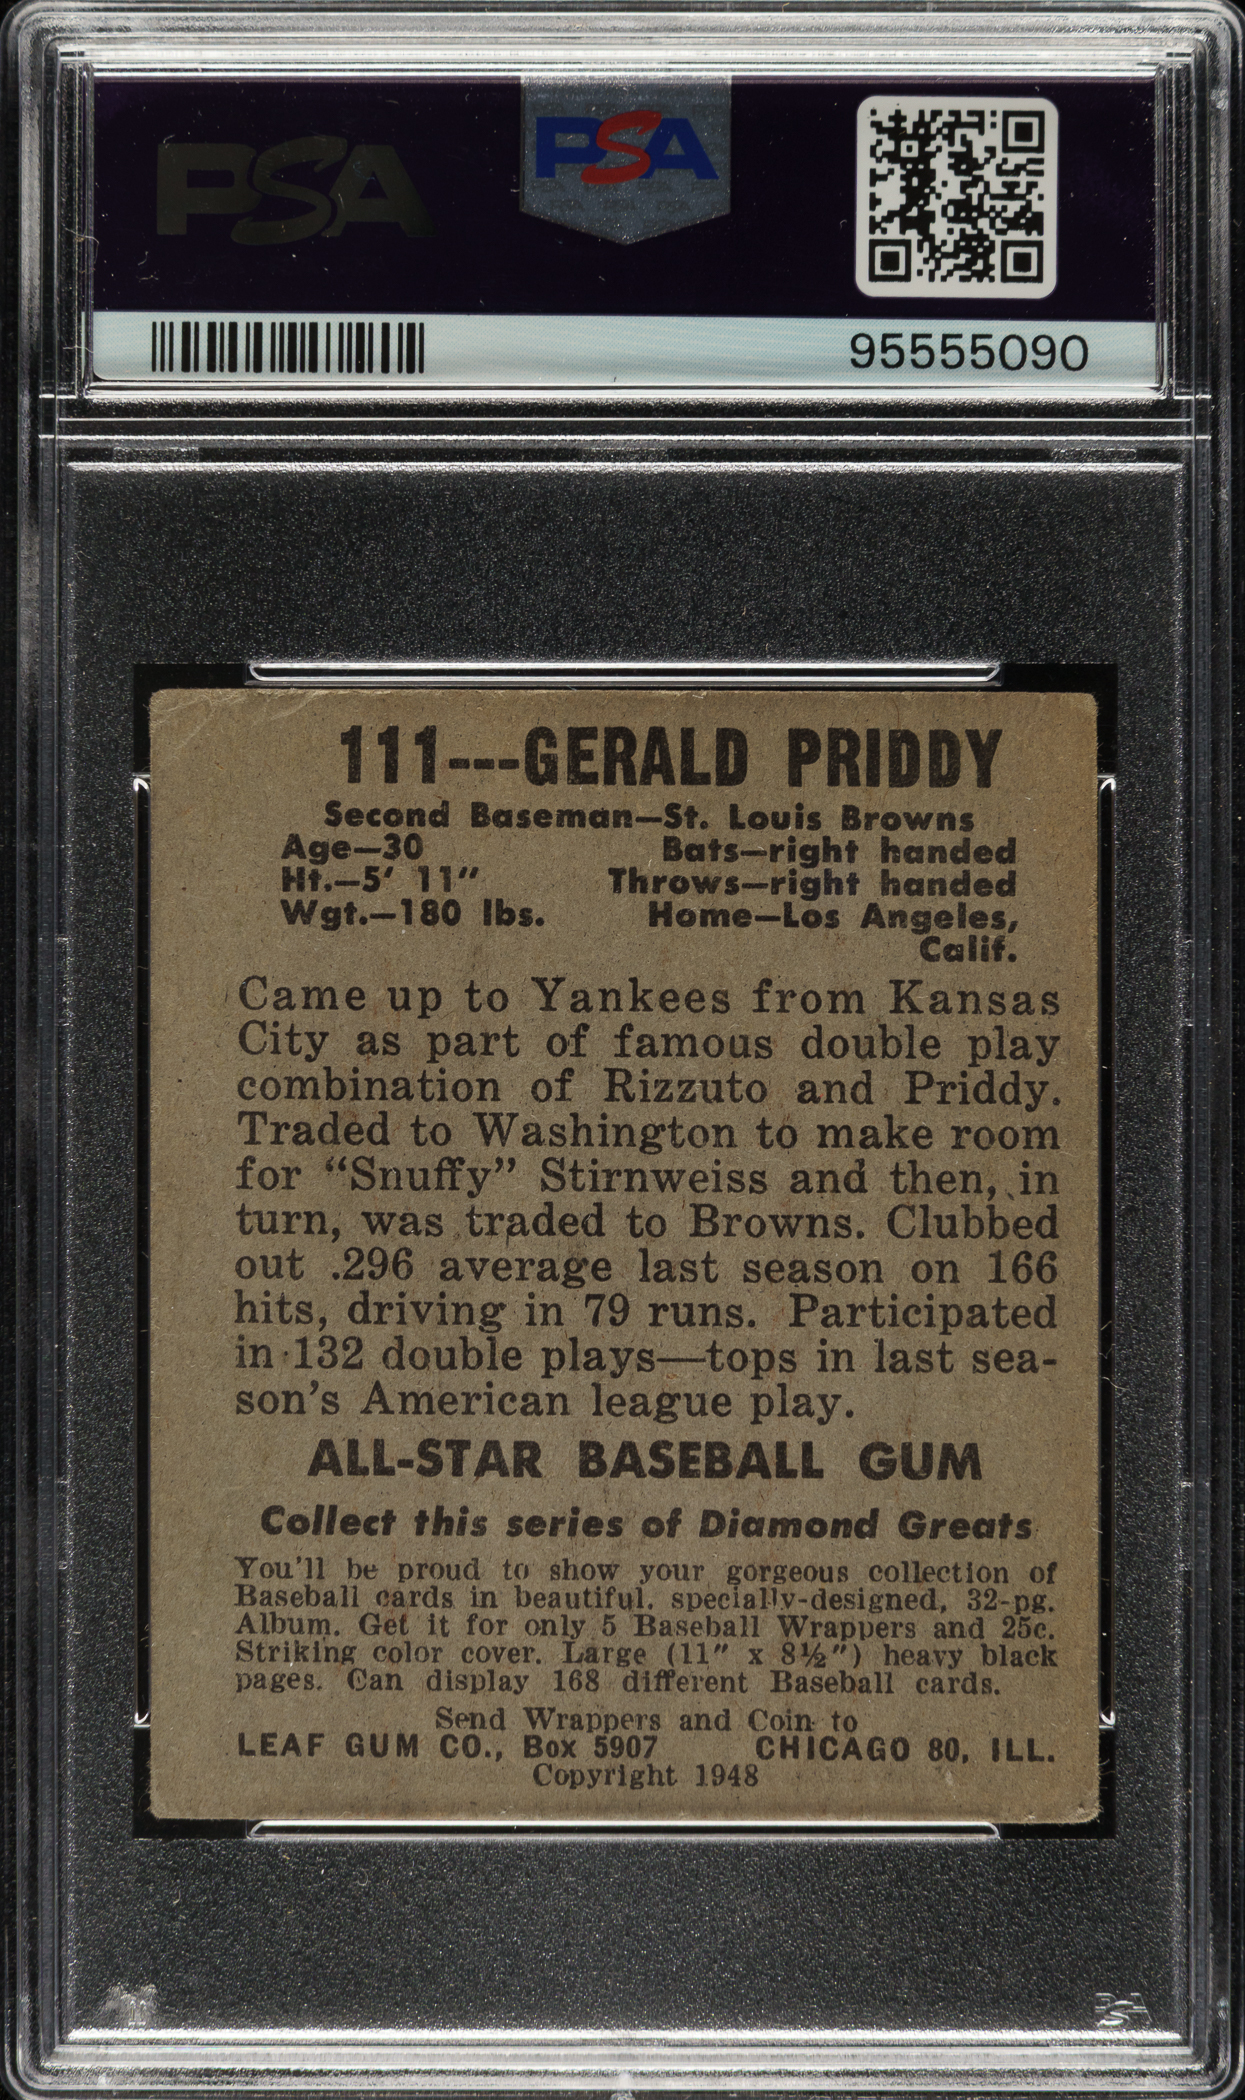 PSA
PSA
95555090
111---GERALD PRIDDY
Second Baseman—St. Louis Browns
Age—30 Bats—right handed
Ht.—5' 11" Throws—right handed
Wgt.—180 lbs. Home—Los Angeles,
Calif.
Came up to Yankees from Kansas
City as part of famous double play
combination of Rizzuto and Priddy.
Traded to Washington to make room
for “Snuffy” Stirnweiss and then, in
turn, was traded to Browns. Clubbed
out .296 average last season on 166
hits, driving in 79 runs. Participated
in 132 double plays—tops in last sea-
son's American league play.
ALL-STAR BASEBALL GUM
Collect this series of Diamond Greats
You'll be proud to show your gorgeous collection of
Baseball cards in beautiful, specially-designed, 32-pg.
Album. Get it for only 5 Baseball Wrappers and 25c.
Striking color cover. Large (11" x 8½") heavy black
pages. Can display 168 different Baseball cards.
Send Wrappers and Coin to
LEAF GUM CO., Box 5907 CHICAGO 80, ILL.
Copyright 1948
PSA